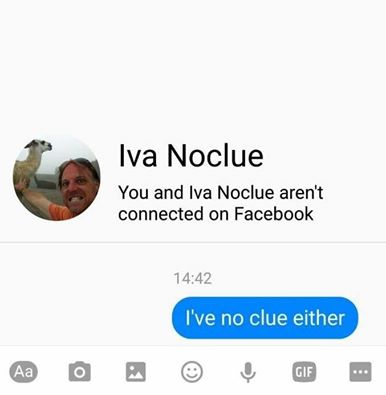 Iva Noclue
You and Iva Noclue aren't
connected on Facebook
14:42
I've no clue either
Aa
GIF